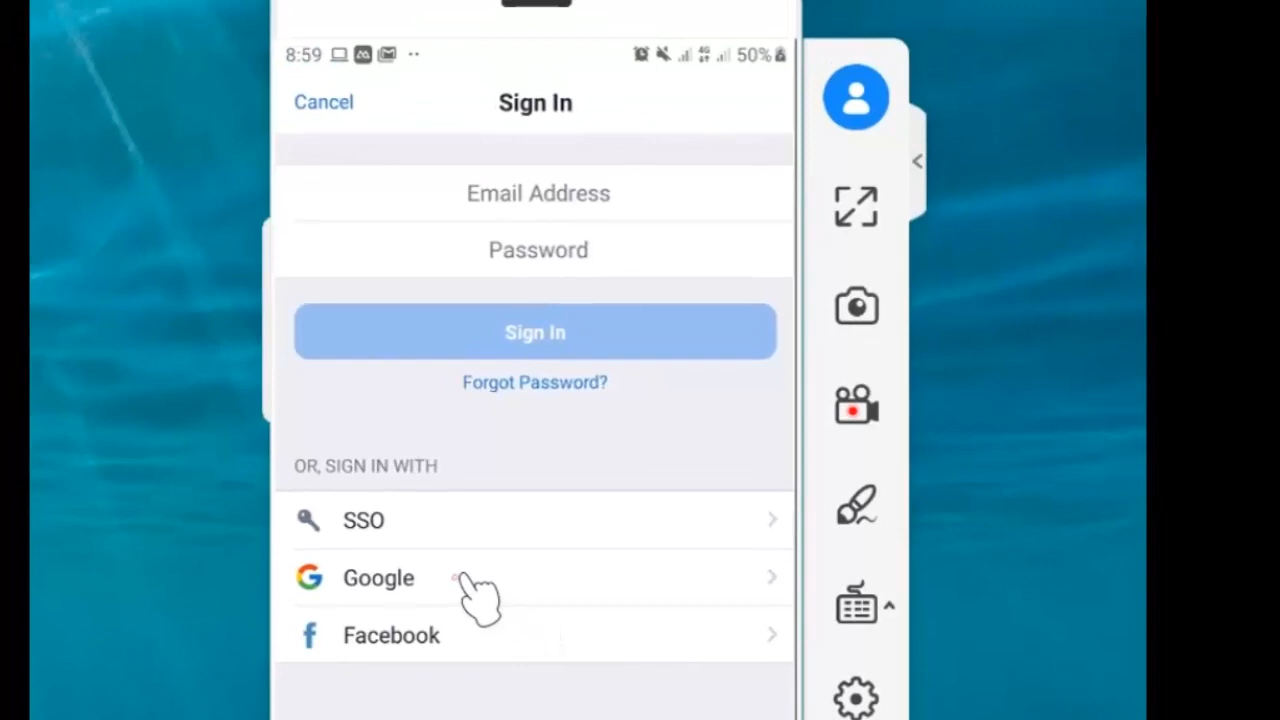 8:59 4G 50%
Cancel Sign In
Email Address
Password
Sign In
Forgot Password?
OR, SIGN IN WITH
SSO
Google
Facebook